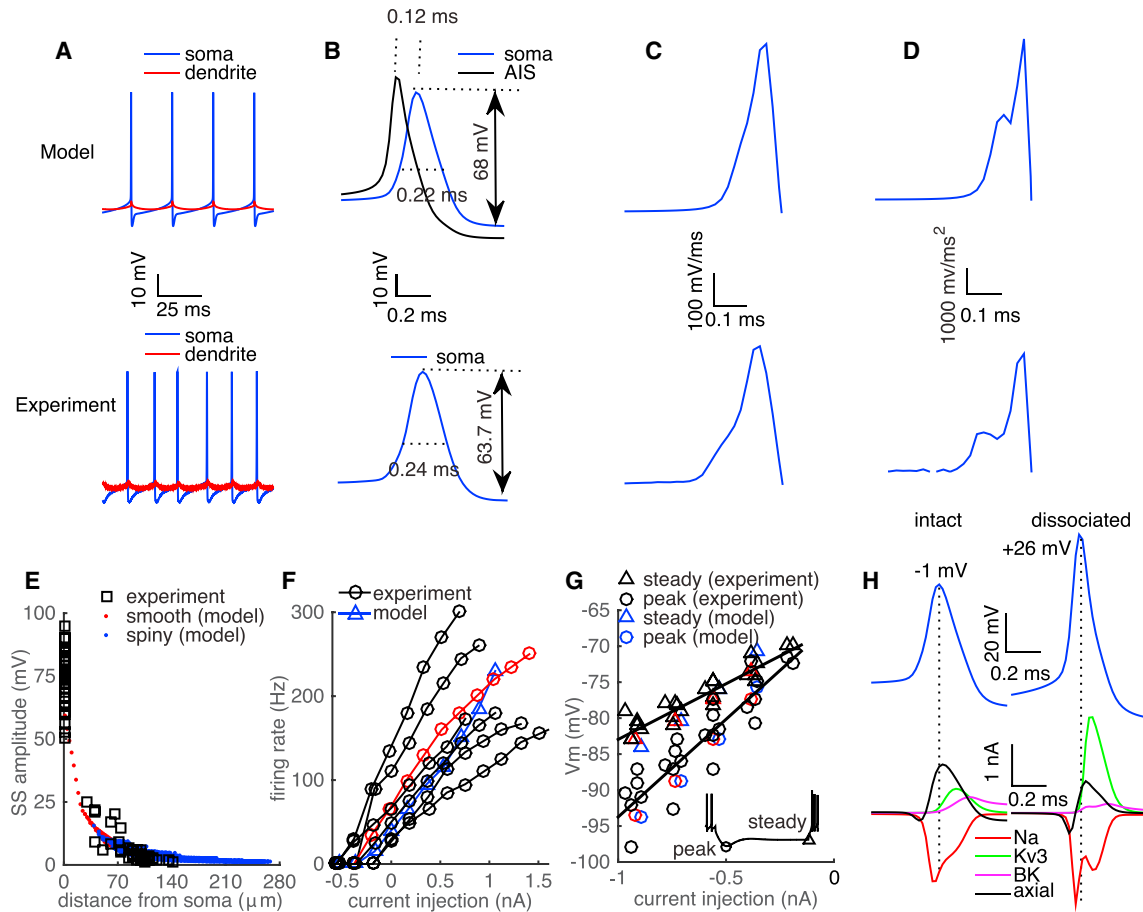 A
soma
dendrite
Model
10 mV
25 ms
soma
dendrite
Experiment
B
0.12 ms
soma
AIS
68 mV
0.22 ms
10 mV
0.2 ms
soma
63.7 mV
0.24 ms
C
100 mV/ms
0.1 ms
D
1000 mv/ms²
0.1 ms
E
experiment
smooth (model)
spiny (model)
SS amplitude (mV)
100
75
50
25
0
0 70 140 210 280
distance from soma (μm)
F
experiment
model
firing rate (Hz)
300
200
100
0
-0.5 0 0.5 1 1.5
current injection (nA)
G
steady (experiment)
peak (experiment)
steady (model)
peak (model)
Vm (mV)
-65
-70
-75
-80
-85
-90
-95
-100
steady
peak
-1 -0.5 0
current injection (nA)
H
intact
dissociated
-1 mV
+26 mV
20 mV
0.2 ms
1 nA
0.2 ms
Na
Kv3
BK
axial